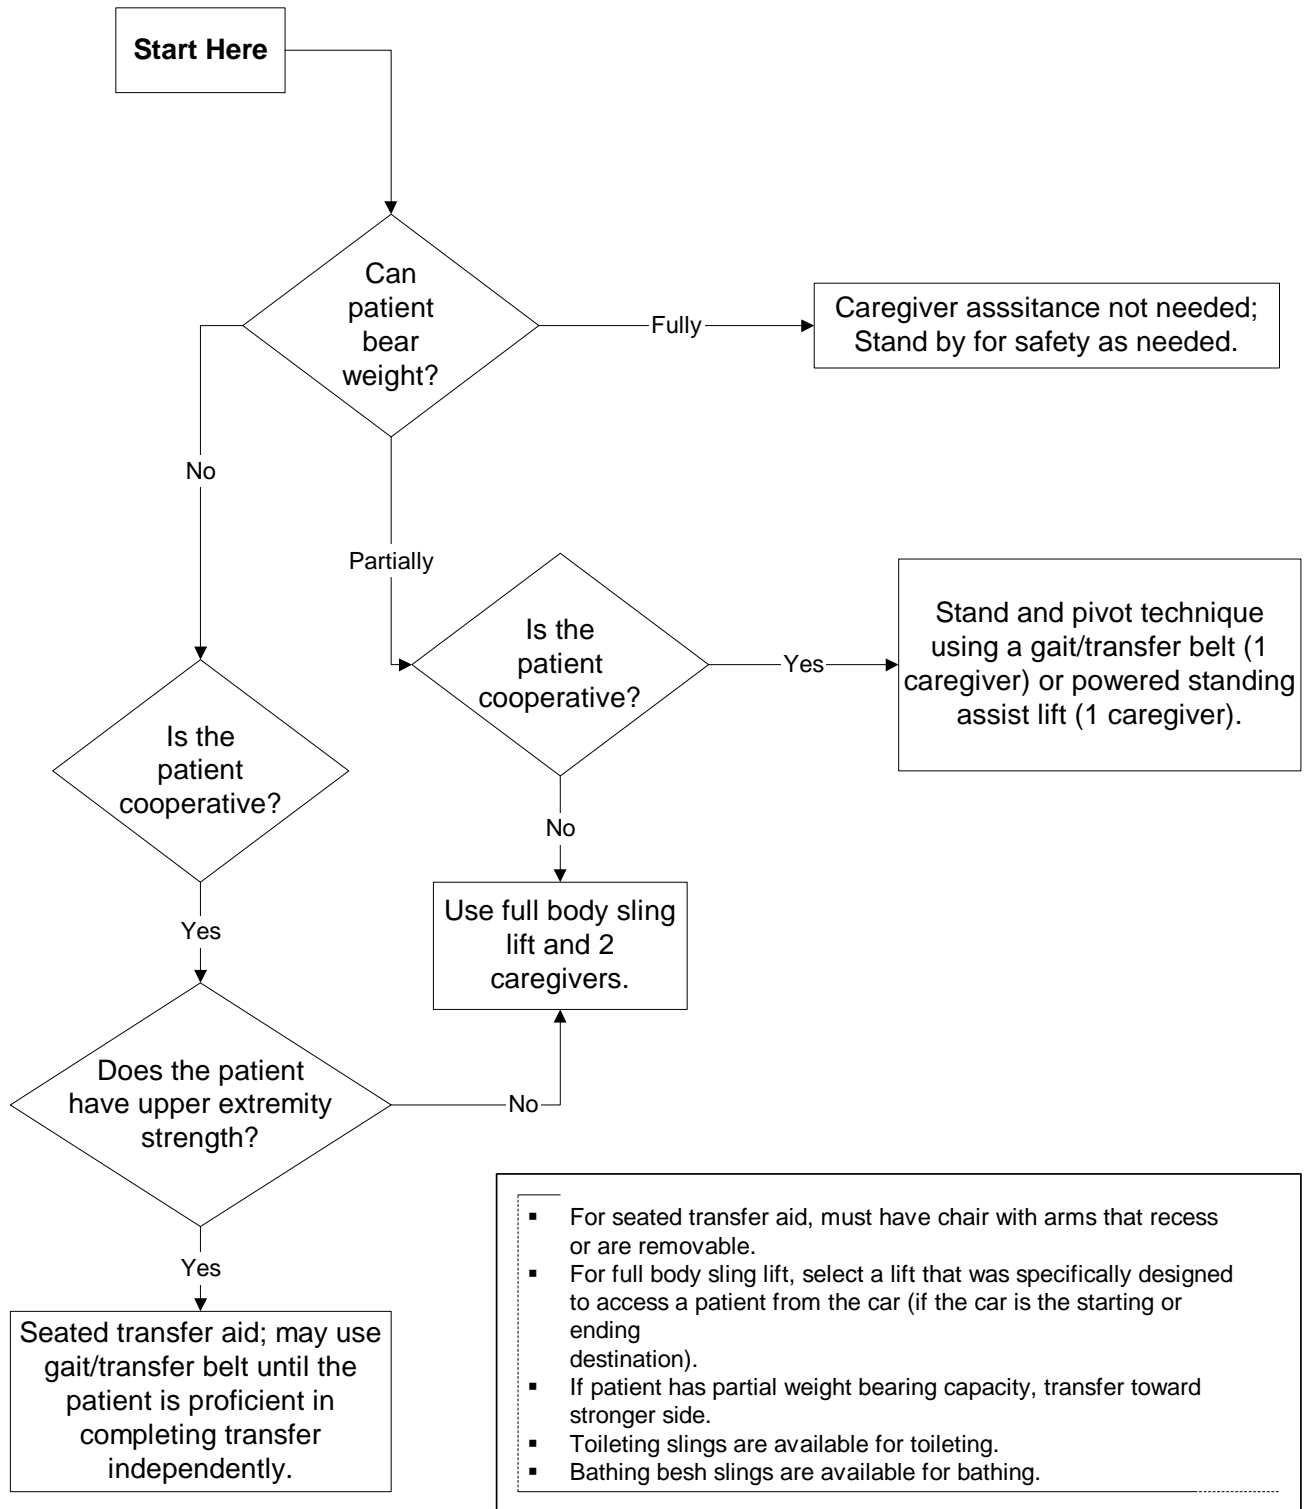 Start Here
Can
patient
bear
weight?
Fully
Caregiver asssitance not needed;
Stand by for safety as needed.
No
Partially
Is the
patient
cooperative?
Yes
Stand and pivot technique
using a gait/transfer belt (1
caregiver) or powered standing
assist lift (1 caregiver).
Is the
patient
cooperative?
No
Use full body sling
lift and 2
caregivers.
Yes
Does the patient
have upper extremity
strength?
No
Yes
Seated transfer aid; may use
gait/transfer belt until the
patient is proficient in
completing transfer
independently.
▪ For seated transfer aid, must have chair with arms that recess
or are removable.
▪ For full body sling lift, select a lift that was specifically designed
to access a patient from the car (if the car is the starting or
ending
destination).
▪ If patient has partial weight bearing capacity, transfer toward
stronger side.
▪ Toileting slings are available for toileting.
▪ Bathing besh slings are available for bathing.